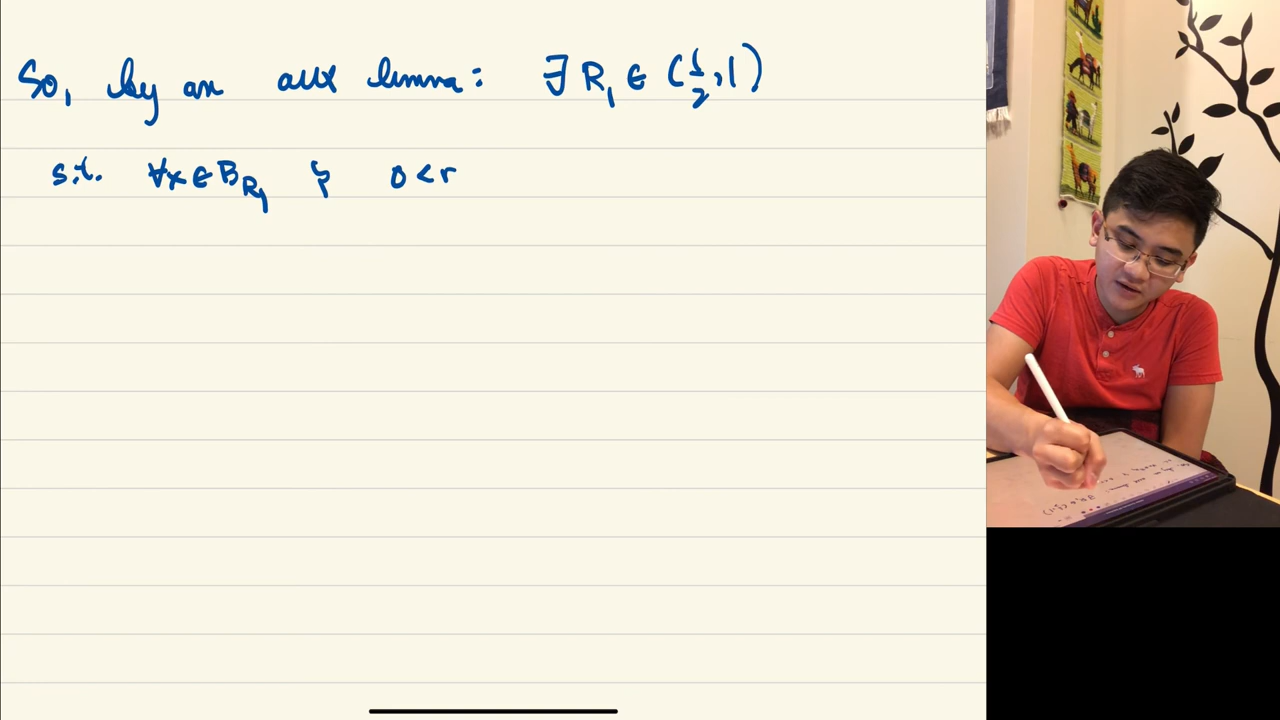 So, by an aux lemma: ∃ R₁ ∈ (1/2, 1)
s.t. ∀x ∈ B_{R₁} & 0 < r